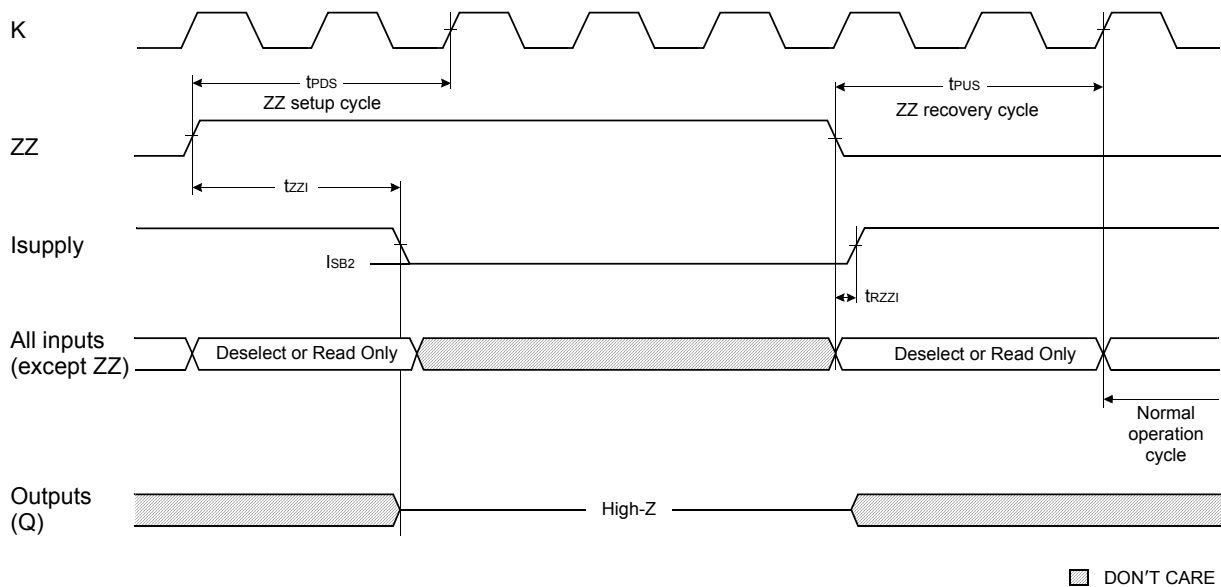 K
tPDS
ZZ setup cycle
tPUS
ZZ recovery cycle
ZZ
tZZI
Isupply
ISB2
tRZZI
All inputs
(except ZZ)
Deselect or Read Only
Deselect or Read Only
Normal
operation
cycle
Outputs
(Q)
High-Z
DON'T CARE